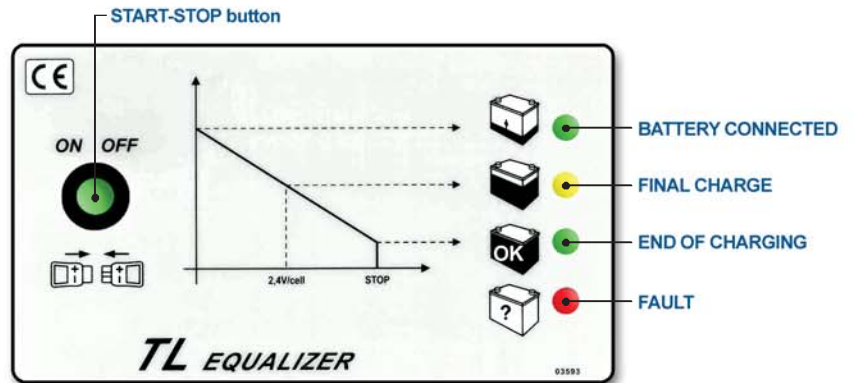 START-STOP button
CE
ON OFF
BATTERY CONNECTED
FINAL CHARGE
OK
END OF CHARGING
?
FAULT
2,4V/cell
STOP
TL EQUALIZER
03593